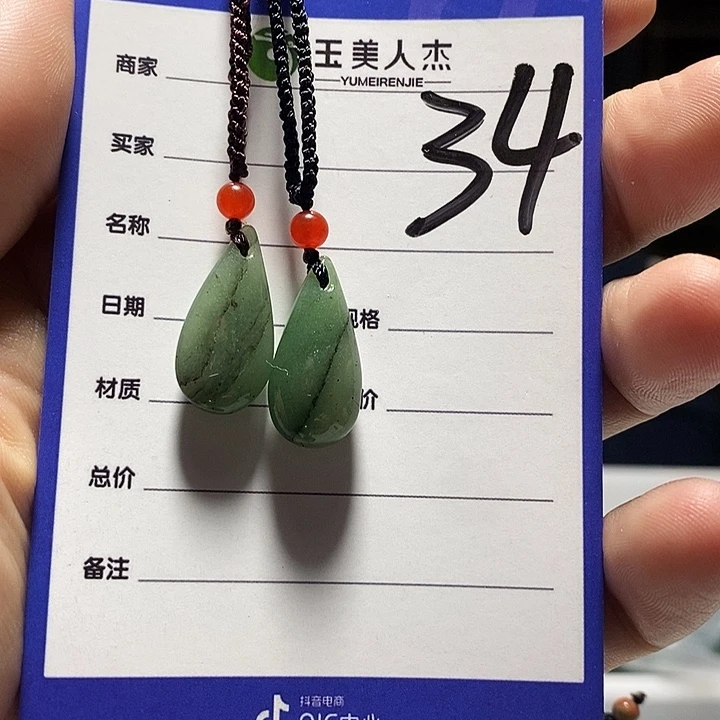 玉美人杰
YUMEIRENJIE
34
商家
买家
名称
日期
格
材质
价
总价
备注
抖音电商